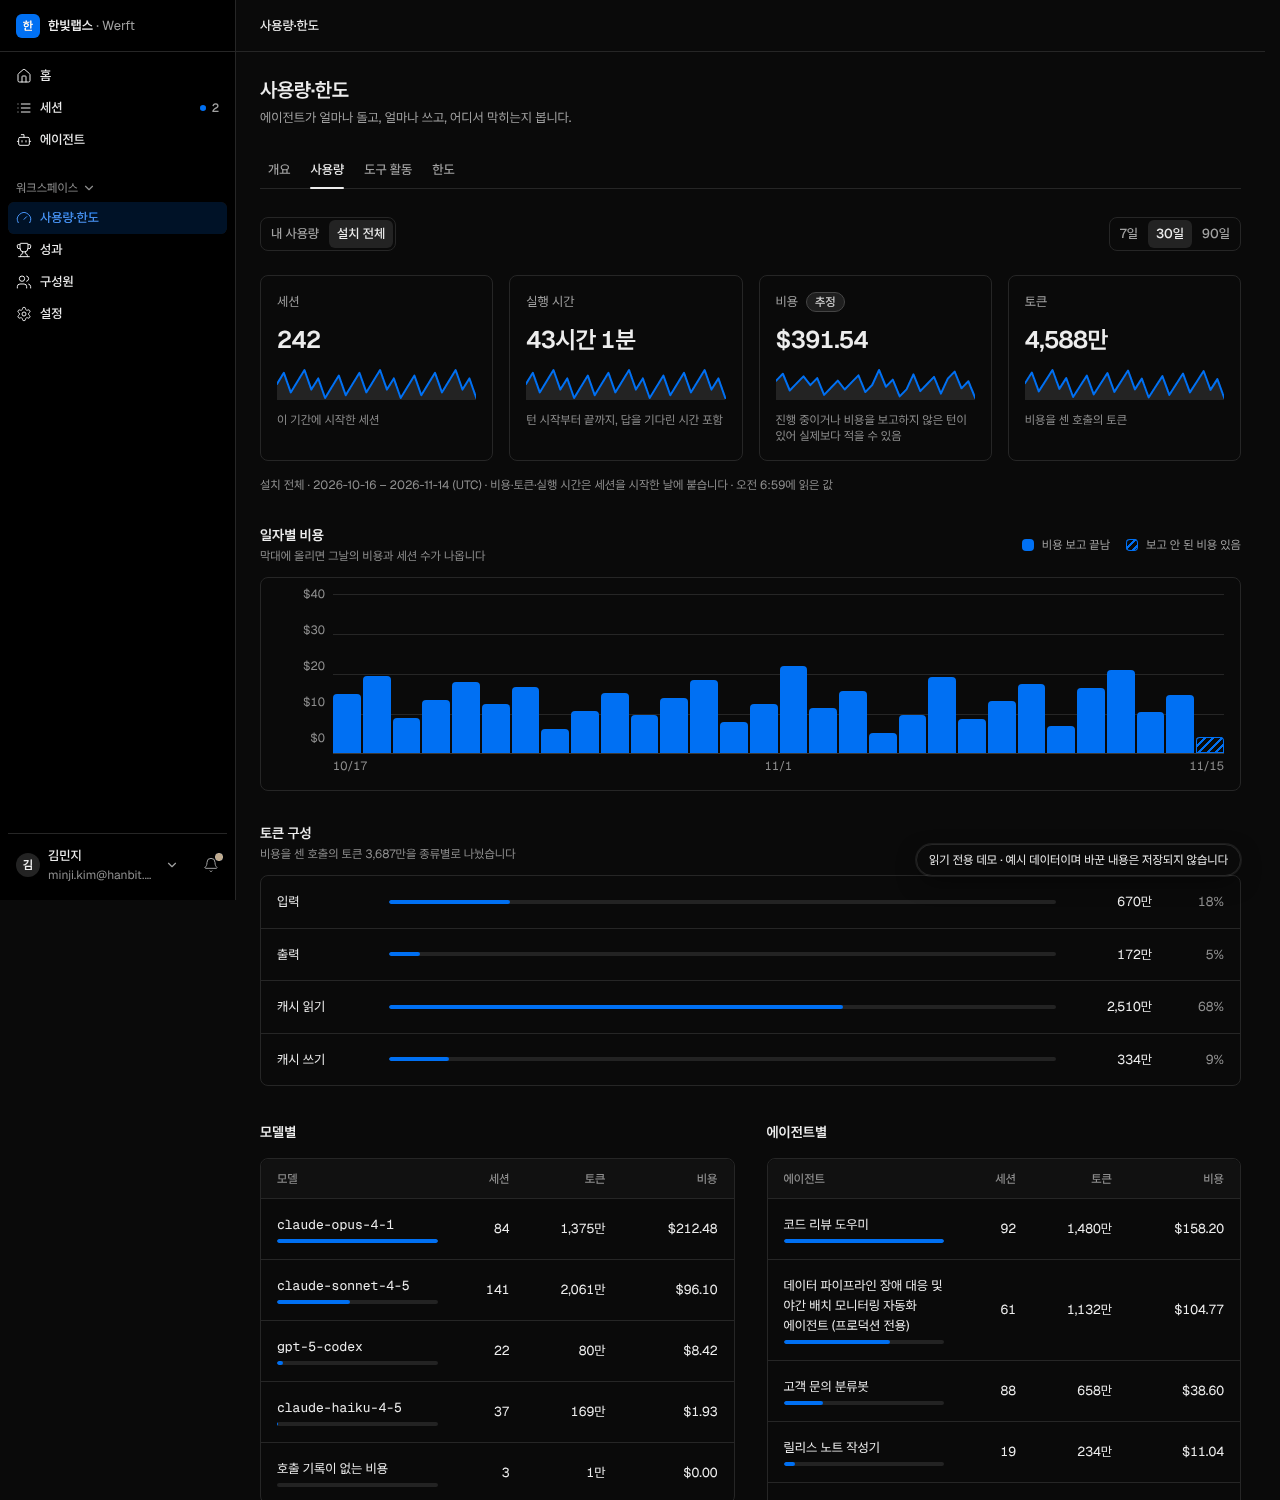 한 한빛랩스 · Werft
홈
세션 2
에이전트
워크스페이스
사용량·한도
성과
구성원
설정
김 김민지
minji.kim@hanbit....
사용량·한도
사용량·한도
에이전트가 얼마나 돌고, 얼마나 쓰고, 어디서 막히는지 봅니다.
개요 사용량 도구 활동 한도
내 사용량 설치 전체
7일 30일 90일
세션
242
이 기간에 시작한 세션
실행 시간
43시간 1분
턴 시작부터 끝까지, 답을 기다린 시간 포함
비용 추정
$391.54
진행 중이거나 비용을 보고하지 않은 턴이
있어 실제보다 적을 수 있음
토큰
4,588만
비용을 센 호출의 토큰
설치 전체 · 2026-10-16 – 2026-11-14 (UTC) · 비용·토큰·실행 시간은 세션을 시작한 날에 붙습니다 · 오전 6:59에 읽은 값
일자별 비용
막대에 올리면 그날의 비용과 세션 수가 나옵니다
비용 보고 끝남 보고 안 된 비용 있음
$40
$30
$20
$10
$0
10/17 11/1 11/15
토큰 구성
비용을 센 호출의 토큰 3,687만을 종류별로 나눴습니다
읽기 전용 데모 · 예시 데이터이며 바꾼 내용은 저장되지 않습니다
입력 670만 18%
출력 172만 5%
캐시 읽기 2,510만 68%
캐시 쓰기 334만 9%
모델별
모델 세션 토큰 비용
claude-opus-4-1 84 1,375만 $212.48
claude-sonnet-4-5 141 2,061만 $96.10
gpt-5-codex 22 80만 $8.42
claude-haiku-4-5 37 169만 $1.93
호출 기록이 없는 비용 3 1만 $0.00
에이전트별
에이전트 세션 토큰 비용
코드 리뷰 도우미 92 1,480만 $158.20
데이터 파이프라인 장애 대응 및
야간 배치 모니터링 자동화
에이전트 (프로덕션 전용) 61 1,132만 $104.77
고객 문의 분류봇 88 658만 $38.60
릴리스 노트 작성기 19 234만 $11.04